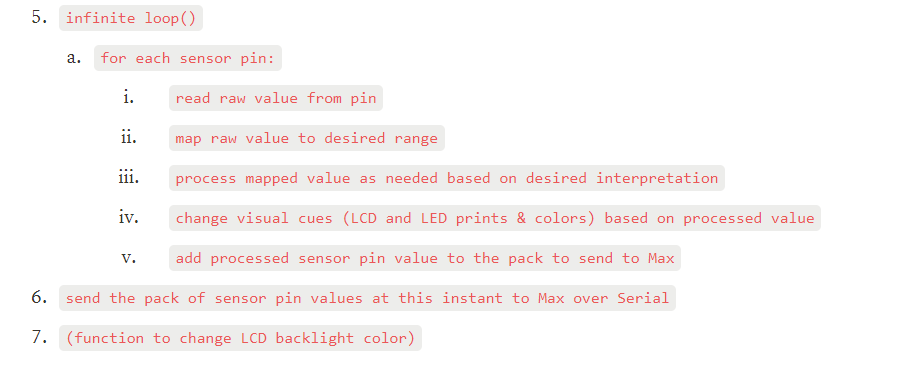 5. infinite loop()
a. for each sensor pin:
i. read raw value from pin
ii. map raw value to desired range
iii. process mapped value as needed based on desired interpretation
iv. change visual cues (LCD and LED prints & colors) based on processed value
v. add processed sensor pin value to the pack to send to Max
6. send the pack of sensor pin values at this instant to Max over Serial
7. (function to change LCD backlight color)